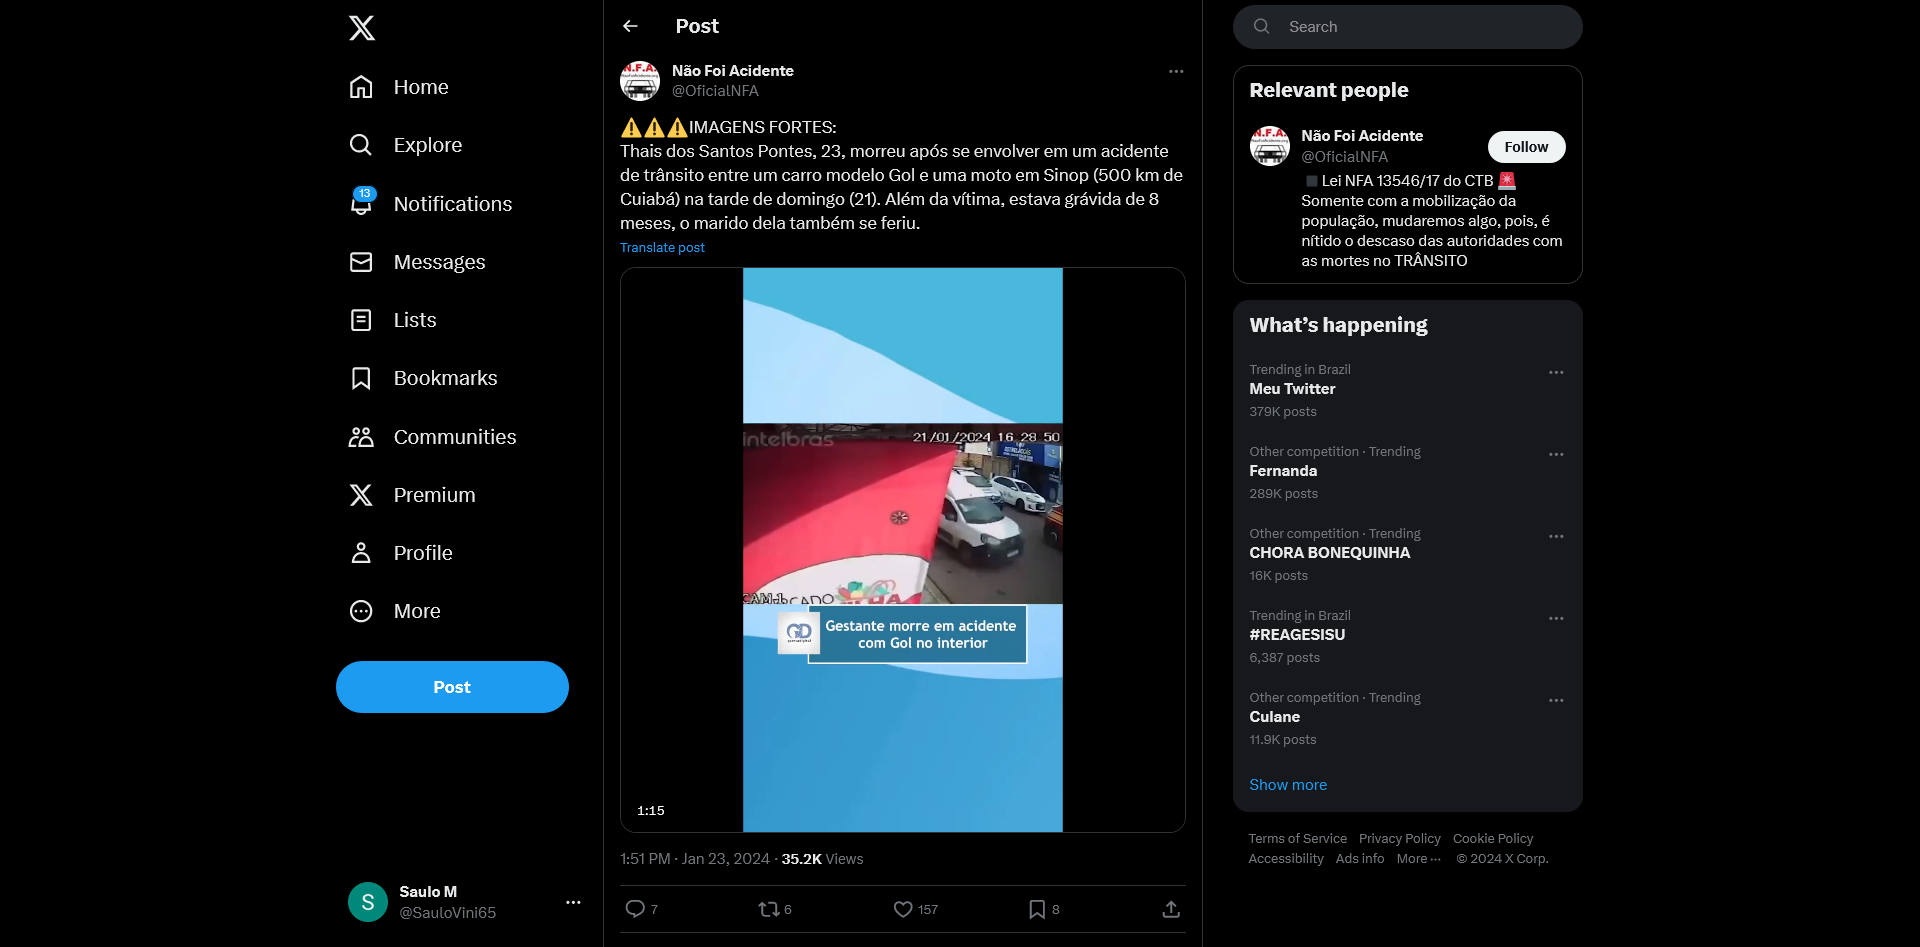 Home
Explore
13
Notifications
Messages
Lists
Bookmarks
Communities
Premium
Profile
More
Post
S
Saulo M
@SauloVini65
Post
N.F.A.
Não Foi Acidente
@OficialNFA
⚠️⚠️⚠️IMAGENS FORTES:
Thais dos Santos Pontes, 23, morreu após se envolver em um acidente
de trânsito entre um carro modelo Gol e uma moto em Sinop (500 km de
Cuiabá) na tarde de domingo (21). Além da vítima, estava grávida de 8
meses, o marido dela também se feriu.
Translate post
intelbras
21/01/2024 16 28 50
CAM-1
GD
Gestante morre em acidente
com Gol no interior
1:15
1:51 PM · Jan 23, 2024 · 35.2K Views
7
6
157
8
Search
Relevant people
N.F.A.
Não Foi Acidente
@OficialNFA
Follow
◾Lei NFA 13546/17 do CTB 🚨
Somente com a mobilização da
população, mudaremos algo, pois, é
nítido o descaso das autoridades com
as mortes no TRÂNSITO
What’s happening
Trending in Brazil
Meu Twitter
379K posts
Other competition · Trending
Fernanda
289K posts
Other competition · Trending
CHORA BONEQUINHA
16K posts
Trending in Brazil
#REAGESISU
6,387 posts
Other competition · Trending
Culane
11.9K posts
Show more
Terms of Service Privacy Policy Cookie Policy
Accessibility Ads info More ··· © 2024 X Corp.